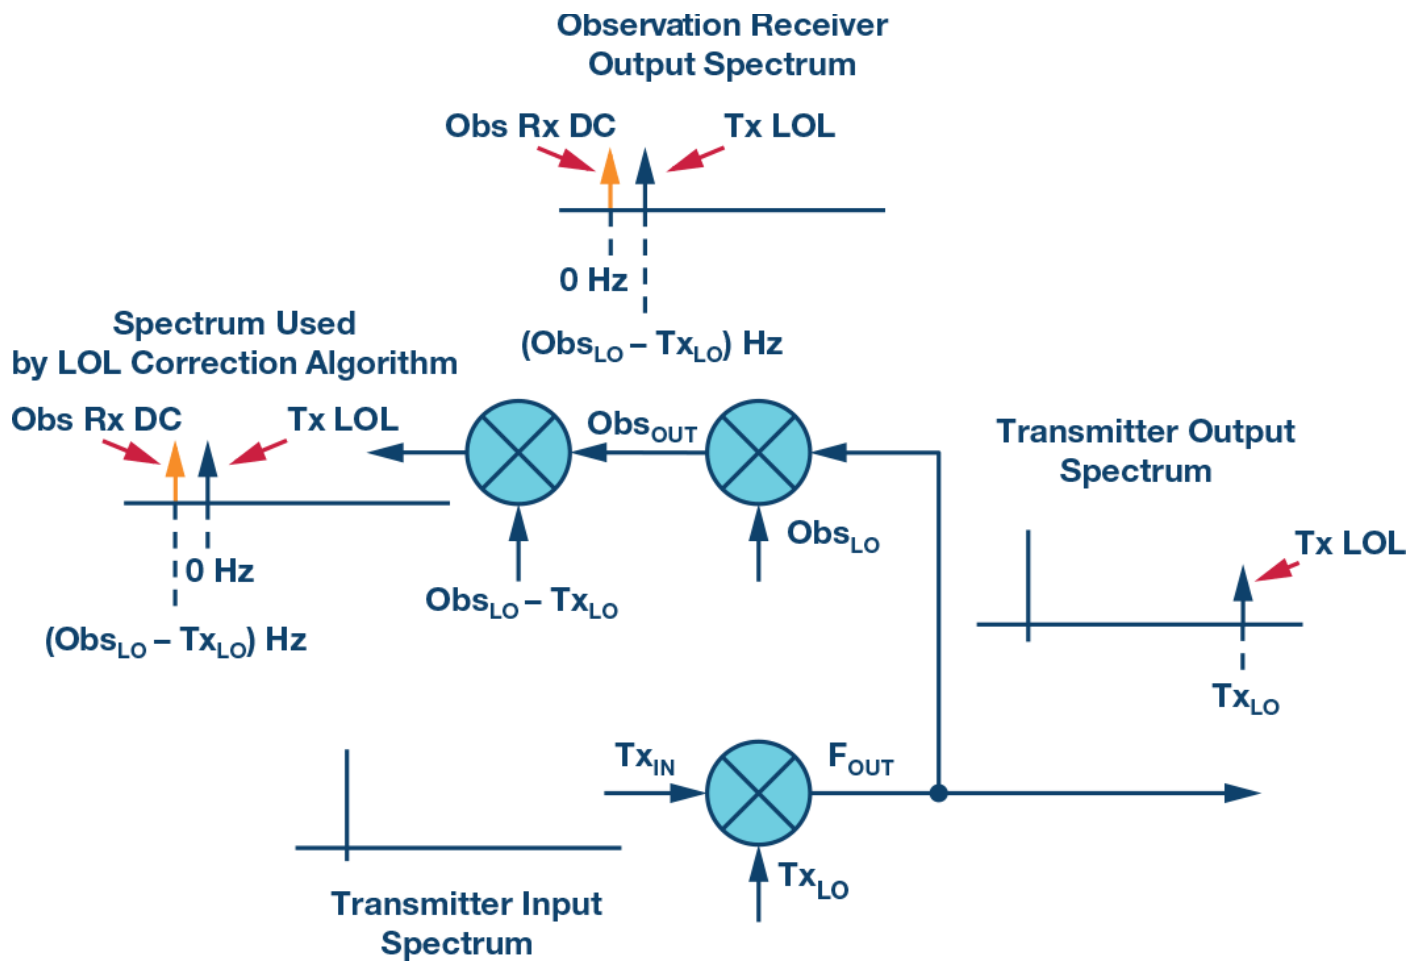 Observation Receiver
Output Spectrum
Obs Rx DC
Tx LOL
0 Hz
(ObsLO – TxLO) Hz
Spectrum Used
by LOL Correction Algorithm
Obs Rx DC
Tx LOL
0 Hz
(ObsLO – TxLO) Hz
ObsOUT
ObsLO
ObsLO – TxLO
Transmitter Output
Spectrum
Tx LOL
TxLO
TxIN
FOUT
TxLO
Transmitter Input
Spectrum